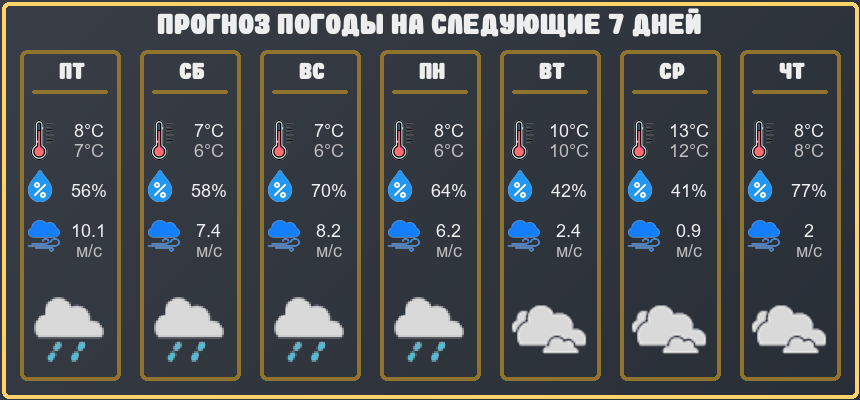 ПРОГНОЗ ПОГОДЫ НА СЛЕДУЮЩИЕ 7 ДНЕЙ
ПТ
8°C
7°C
%
56%
10.1
м/с
СБ
7°C
6°C
%
58%
7.4
м/с
ВС
7°C
6°C
%
70%
8.2
м/с
ПН
8°C
6°C
%
64%
6.2
м/с
ВТ
10°C
10°C
%
42%
2.4
м/с
СР
13°C
12°C
%
41%
0.9
м/с
ЧТ
8°C
8°C
%
77%
2
м/с